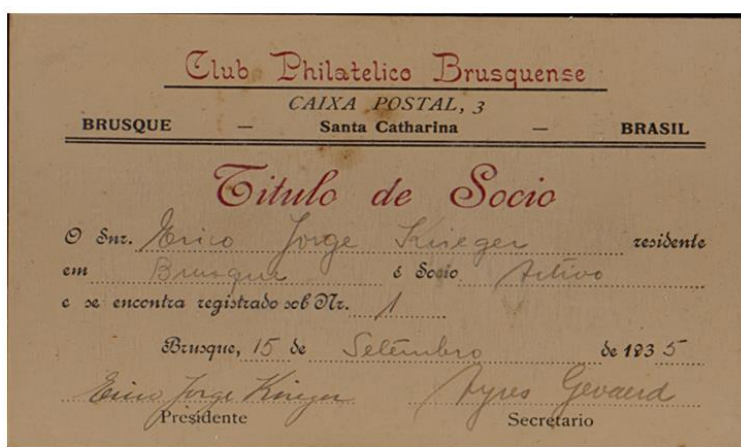 Club Philatelico Brusquense
CAIXA POSTAL, 3
BRUSQUE — Santa Catharina — BRASIL
Titulo de Socio
O Snr. Erico Jorge Krieger residente
em Brusque é Socio Activo
e se encontra registrado sob Nr. 1
Brusque, 15 de Setembro de 1935
Erico Jorge Krieger Ayres Gevaerd
Presidente Secretario